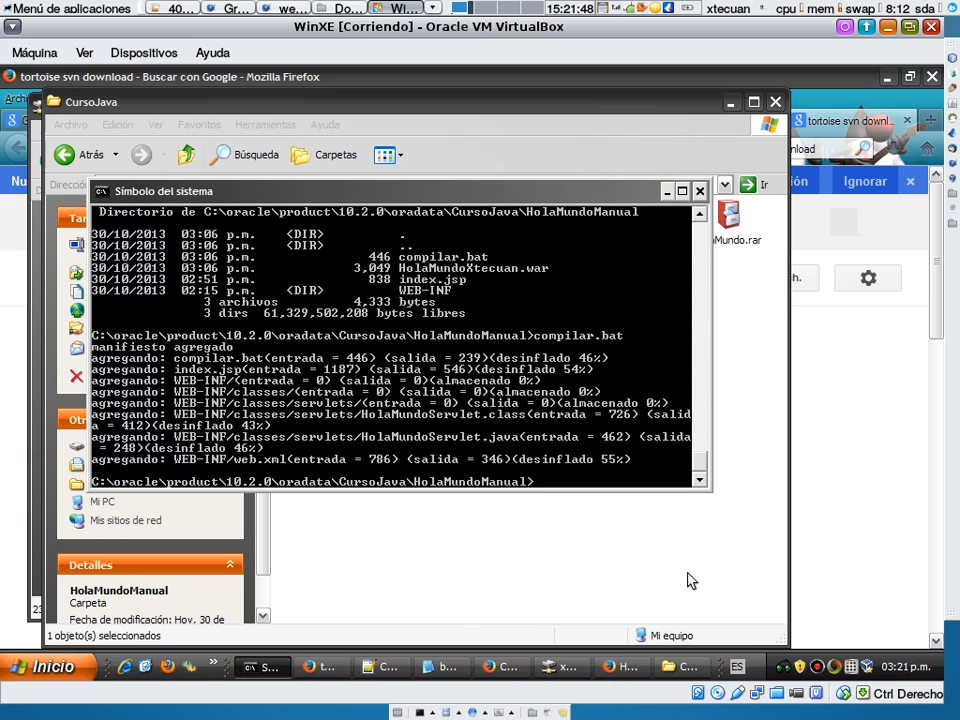 Menú de aplicaciones 40... Gr... we... Do... Wi... 15:21:48 xtecuan cpu mem swap 8:12 sda
WinXE [Corriendo] - Oracle VM VirtualBox
Máquina Ver Dispositivos Ayuda
tortoise svn download - Buscar con Google - Mozilla Firefox
CursoJava
Archivo Edición Ver Favoritos Herramientas Ayuda
tortoise svn downl...
Atrás Búsqueda Carpetas
nload
Ir
Nu
ión Ignorar
Símbolo del sistema
Directorio de C:\oracle\product\10.2.0\oradata\CursoJava\HolaMundoManual
30/10/2013 03:06 p.m. <DIR> .
30/10/2013 03:06 p.m. <DIR> ..
30/10/2013 03:06 p.m. 446 compilar.bat
30/10/2013 03:06 p.m. 3,049 HolaMundoXtecuan.war
30/10/2013 02:51 p.m. 838 index.jsp
30/10/2013 02:15 p.m. <DIR> WEB-INF
3 archivos 4,333 bytes
3 dirs 61,329,502,208 bytes libres
C:\oracle\product\10.2.0\oradata\CursoJava\HolaMundoManual>compilar.bat
manifiesto agregado
agregando: compilar.bat(entrada = 446) (salida = 239)(desinflado 46%)
agregando: index.jsp(entrada = 1187) (salida = 546)(desinflado 54%)
agregando: WEB-INF/(entrada = 0) (salida = 0)(almacenado 0%)
agregando: WEB-INF/classes/(entrada = 0) (salida = 0)(almacenado 0%)
agregando: WEB-INF/classes/servlets/(entrada = 0) (salida = 0)(almacenado 0%)
agregando: WEB-INF/classes/servlets/HolaMundoServlet.class(entrada = 726) (salid
a = 412)(desinflado 43%)
agregando: WEB-INF/classes/servlets/HolaMundoServlet.java(entrada = 462) (salida
= 248)(desinflado 46%)
agregando: WEB-INF/web.xml(entrada = 786) (salida = 346)(desinflado 55%)
C:\oracle\product\10.2.0\oradata\CursoJava\HolaMundoManual>
Mundo.rar
ch.
Mi PC
Mis sitios de red
Detalles
HolaMundoManual
Carpeta
Fecha de modificación: Hoy, 30 de
1 objeto(s) seleccionados
Mi equipo
Inicio S... t... C... b... C... x... H... C... ES 03:21 p.m.
Ctrl Derecho